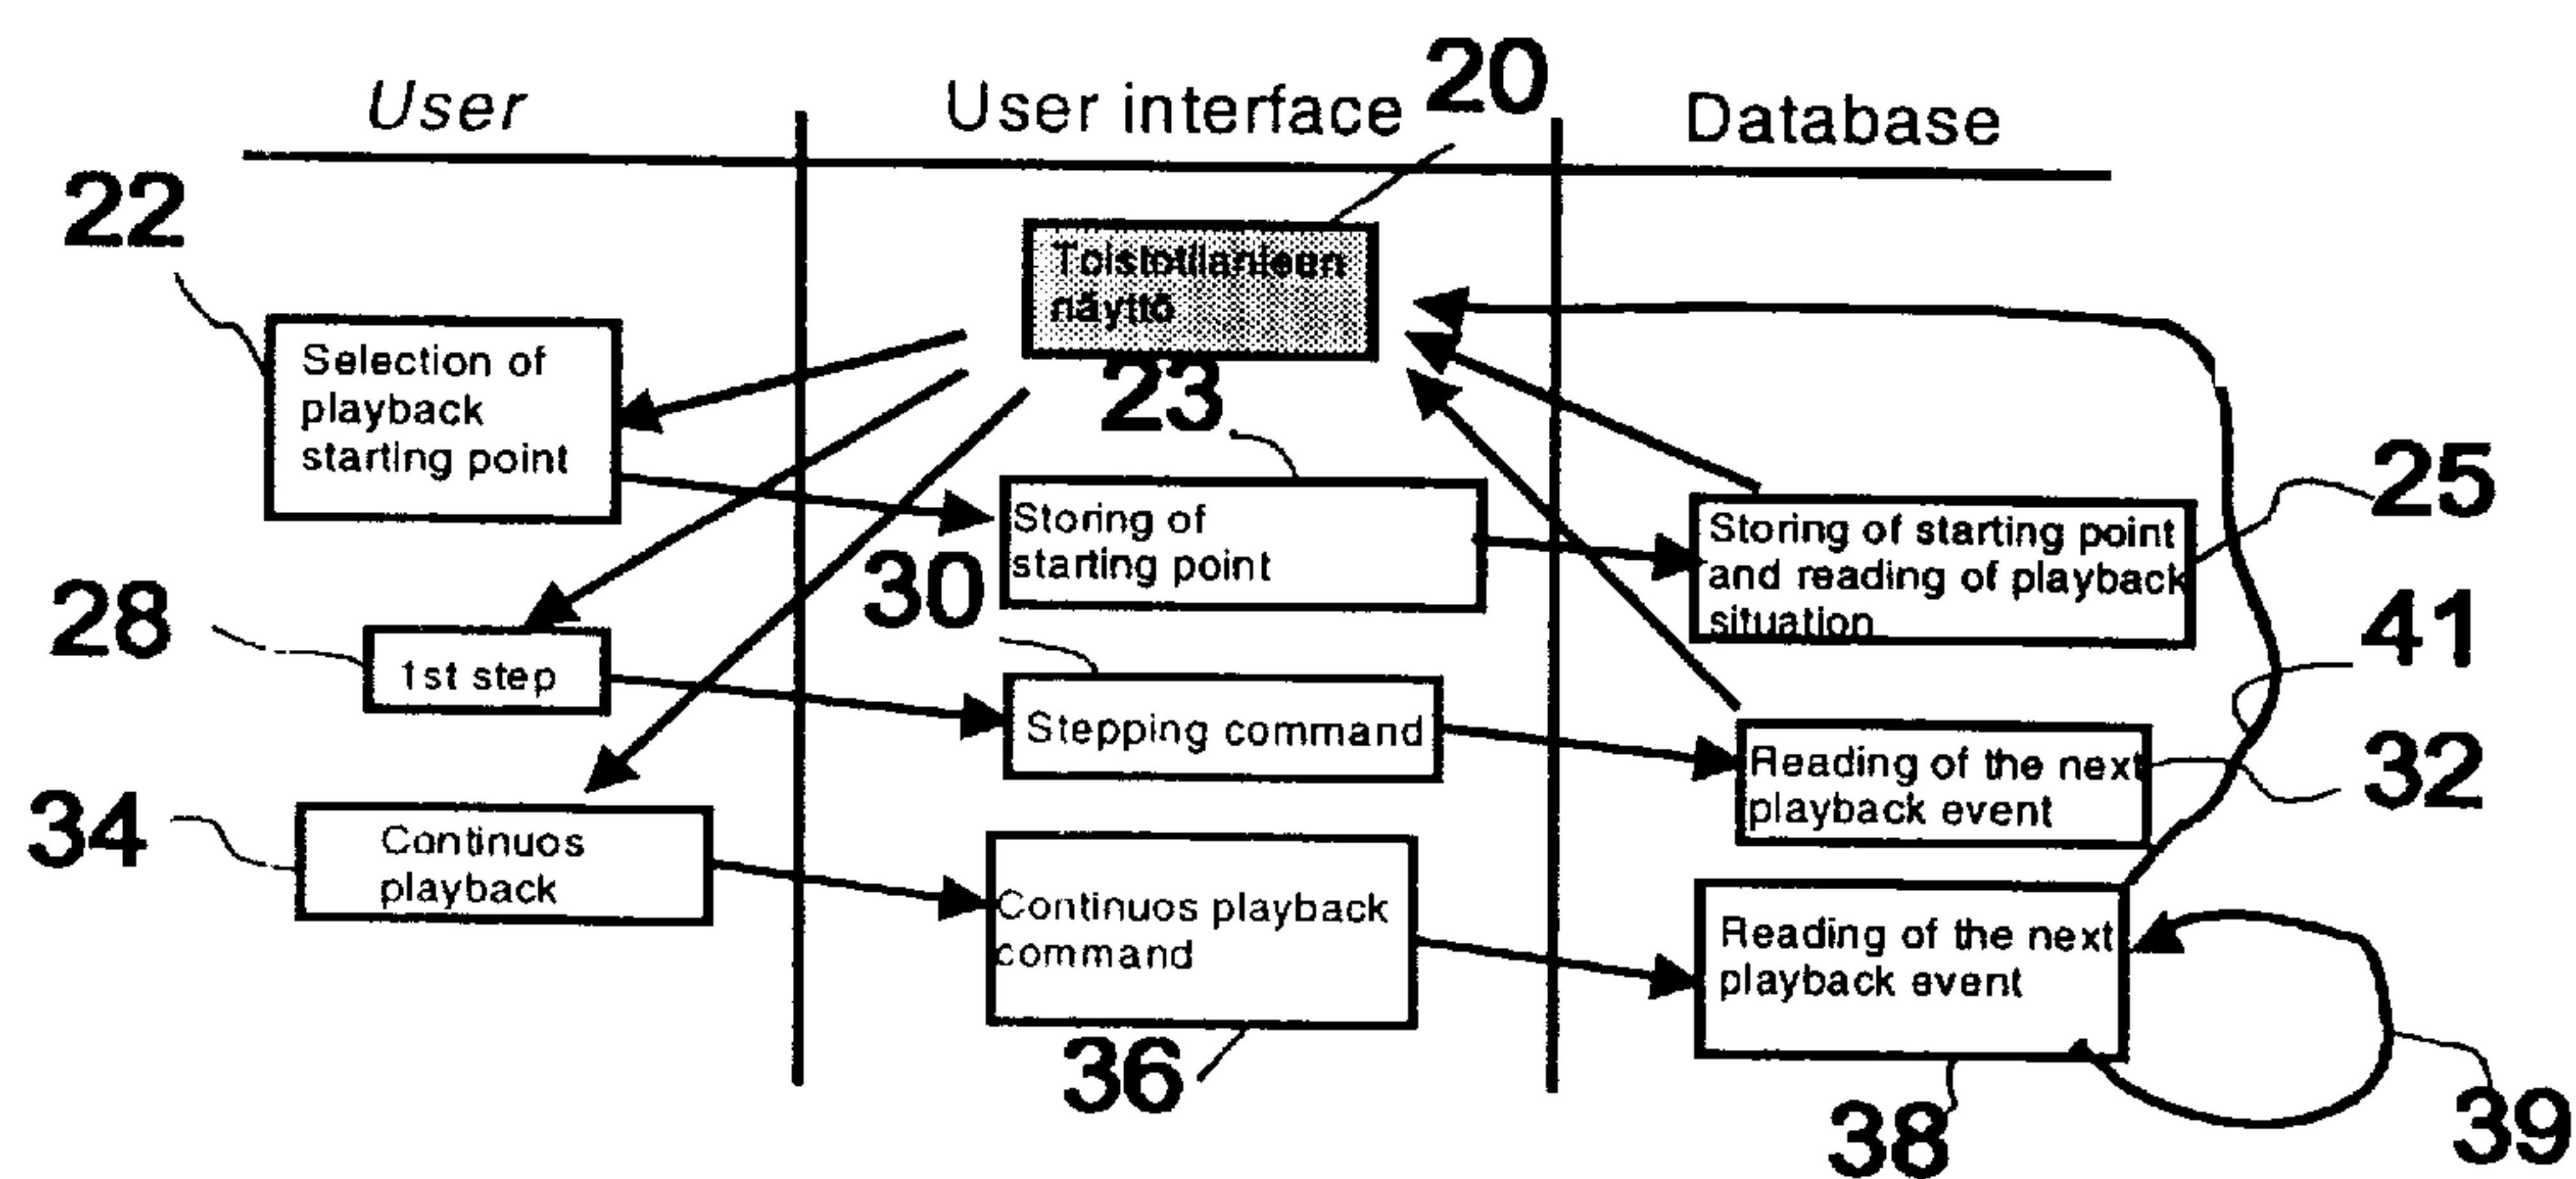 User
User interface
20
Database
22
Toistotilanteen
näyttö
Selection of
playback
starting point
23
Storing of
starting point
25
Storing of starting point
and reading of playback
situation
28
1st step
30
Stepping command
41
Reading of the next
playback event
32
34
Continuos
playback
Continuos playback
command
36
Reading of the next
playback event
38
39